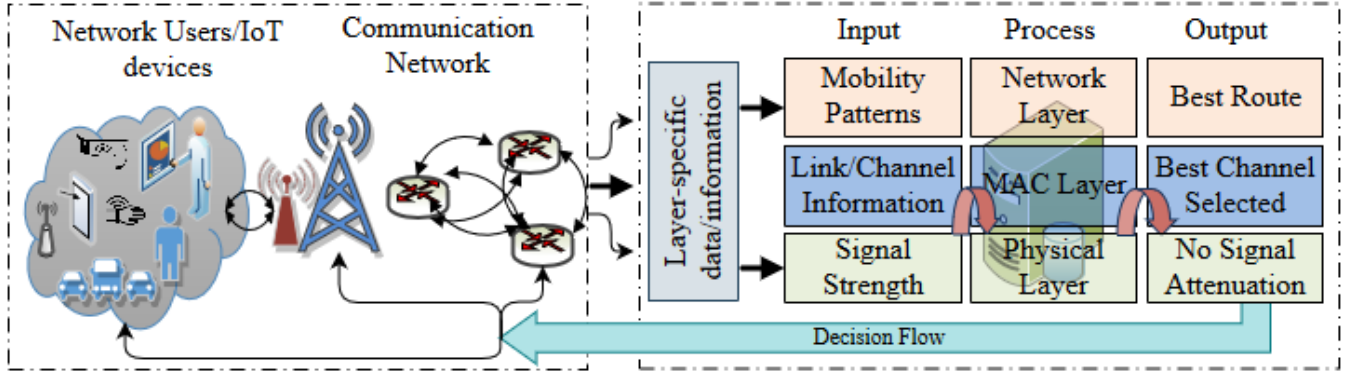 Network Users/IoT
devices
Communication
Network
Layer-specific
data/information
Input
Process
Output
Mobility
Patterns
Network
Layer
Best Route
Link/Channel
Information
MAC Layer
Best Channel
Selected
Signal
Strength
Physical
Layer
No Signal
Attenuation
Decision Flow